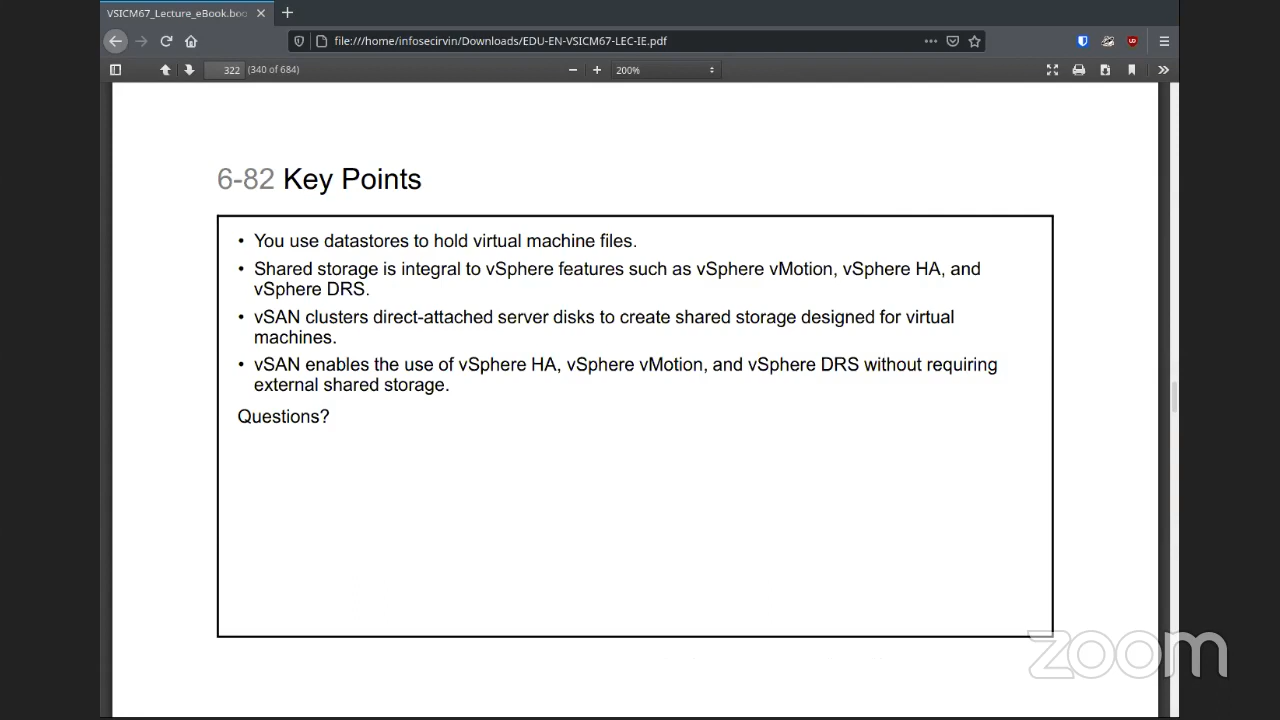 VSICM67_Lecture_eBook.boo
file:///home/infosecirvin/Downloads/EDU-EN-VSICM67-LEC-IE.pdf
322 (340 of 684)
200%
6-82 Key Points
• You use datastores to hold virtual machine files.
• Shared storage is integral to vSphere features such as vSphere vMotion, vSphere HA, and
vSphere DRS.
• vSAN clusters direct-attached server disks to create shared storage designed for virtual
machines.
• vSAN enables the use of vSphere HA, vSphere vMotion, and vSphere DRS without requiring
external shared storage.
Questions?
zoom